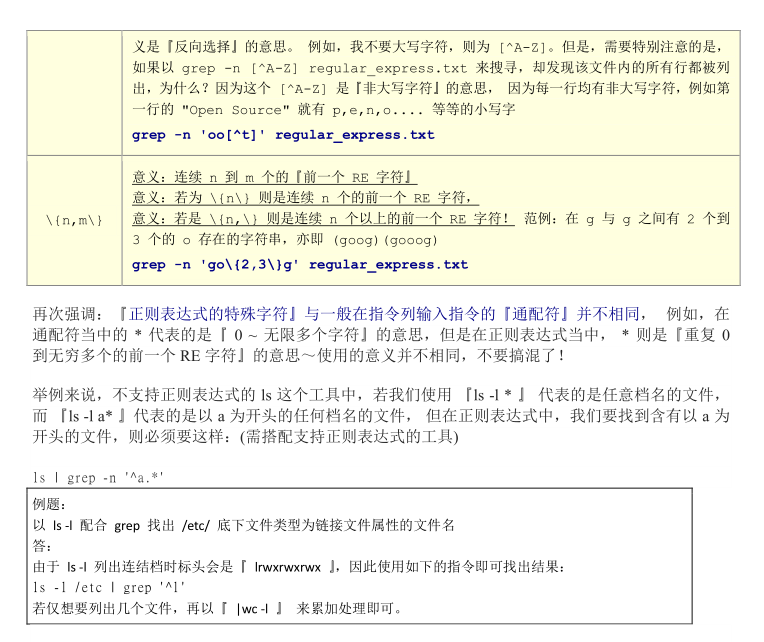 义是『反向选择』的意思。 例如，我不要大写字符，则为 [^A-Z]。但是，需要特别注意的是，
如果以 grep -n [^A-Z] regular_express.txt 来搜寻，却发现该文件内的所有行都被列
出，为什么？因为这个 [^A-Z] 是『非大写字符』的意思， 因为每一行均有非大写字符，例如第
一行的 "Open Source" 就有 p,e,n,o.... 等等的小写字
grep -n 'oo[^t]' regular_express.txt
\{n,m\}
意义：连续 n 到 m 个的『前一个 RE 字符』
意义：若为 \{n\} 则是连续 n 个的前一个 RE 字符，
意义：若是 \{n,\} 则是连续 n 个以上的前一个 RE 字符！ 范例：在 g 与 g 之间有 2 个到
3 个的 o 存在的字符串，亦即 (goog)(gooog)
grep -n 'go\{2,3\}g' regular_express.txt
再次强调：『正则表达式的特殊字符』与一般在指令列输入指令的『通配符』并不相同， 例如，在
通配符当中的 * 代表的是『 0 ~ 无限多个字符』的意思，但是在正则表达式当中， * 则是『重复 0
到无穷多个的前一个 RE 字符』的意思～使用的意义并不相同，不要搞混了！
举例来说，不支持正则表达式的 ls 这个工具中，若我们使用 『ls -l * 』 代表的是任意档名的文件，
而 『ls -l a* 』代表的是以 a 为开头的任何档名的文件， 但在正则表达式中，我们要找到含有以 a 为
开头的文件，则必须要这样：(需搭配支持正则表达式的工具)
ls | grep -n '^a.*'
例题：
以 ls -l 配合 grep 找出 /etc/ 底下文件类型为链接文件属性的文件名
答：
由于 ls -l 列出连结档时标头会是『 lrwxrwxrwx 』，因此使用如下的指令即可找出结果：
ls -l /etc | grep '^l'
若仅想要列出几个文件，再以『 |wc -l 』 来累加处理即可。